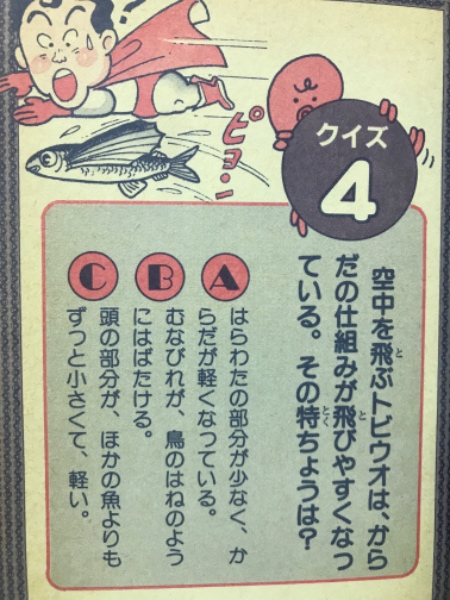 クイズ
4
ピョ-!
空中を飛ぶトビウオは、から
だの仕組みが飛びやすくなっ
ている。その特ちょうは?
A
はらわたの部分が少なく、か
らだが軽くなっている。
B
むなびれが、鳥のはねのよう
にはばたける。
C
頭の部分が、ほかの魚よりも
ずっと小さくて、軽い。